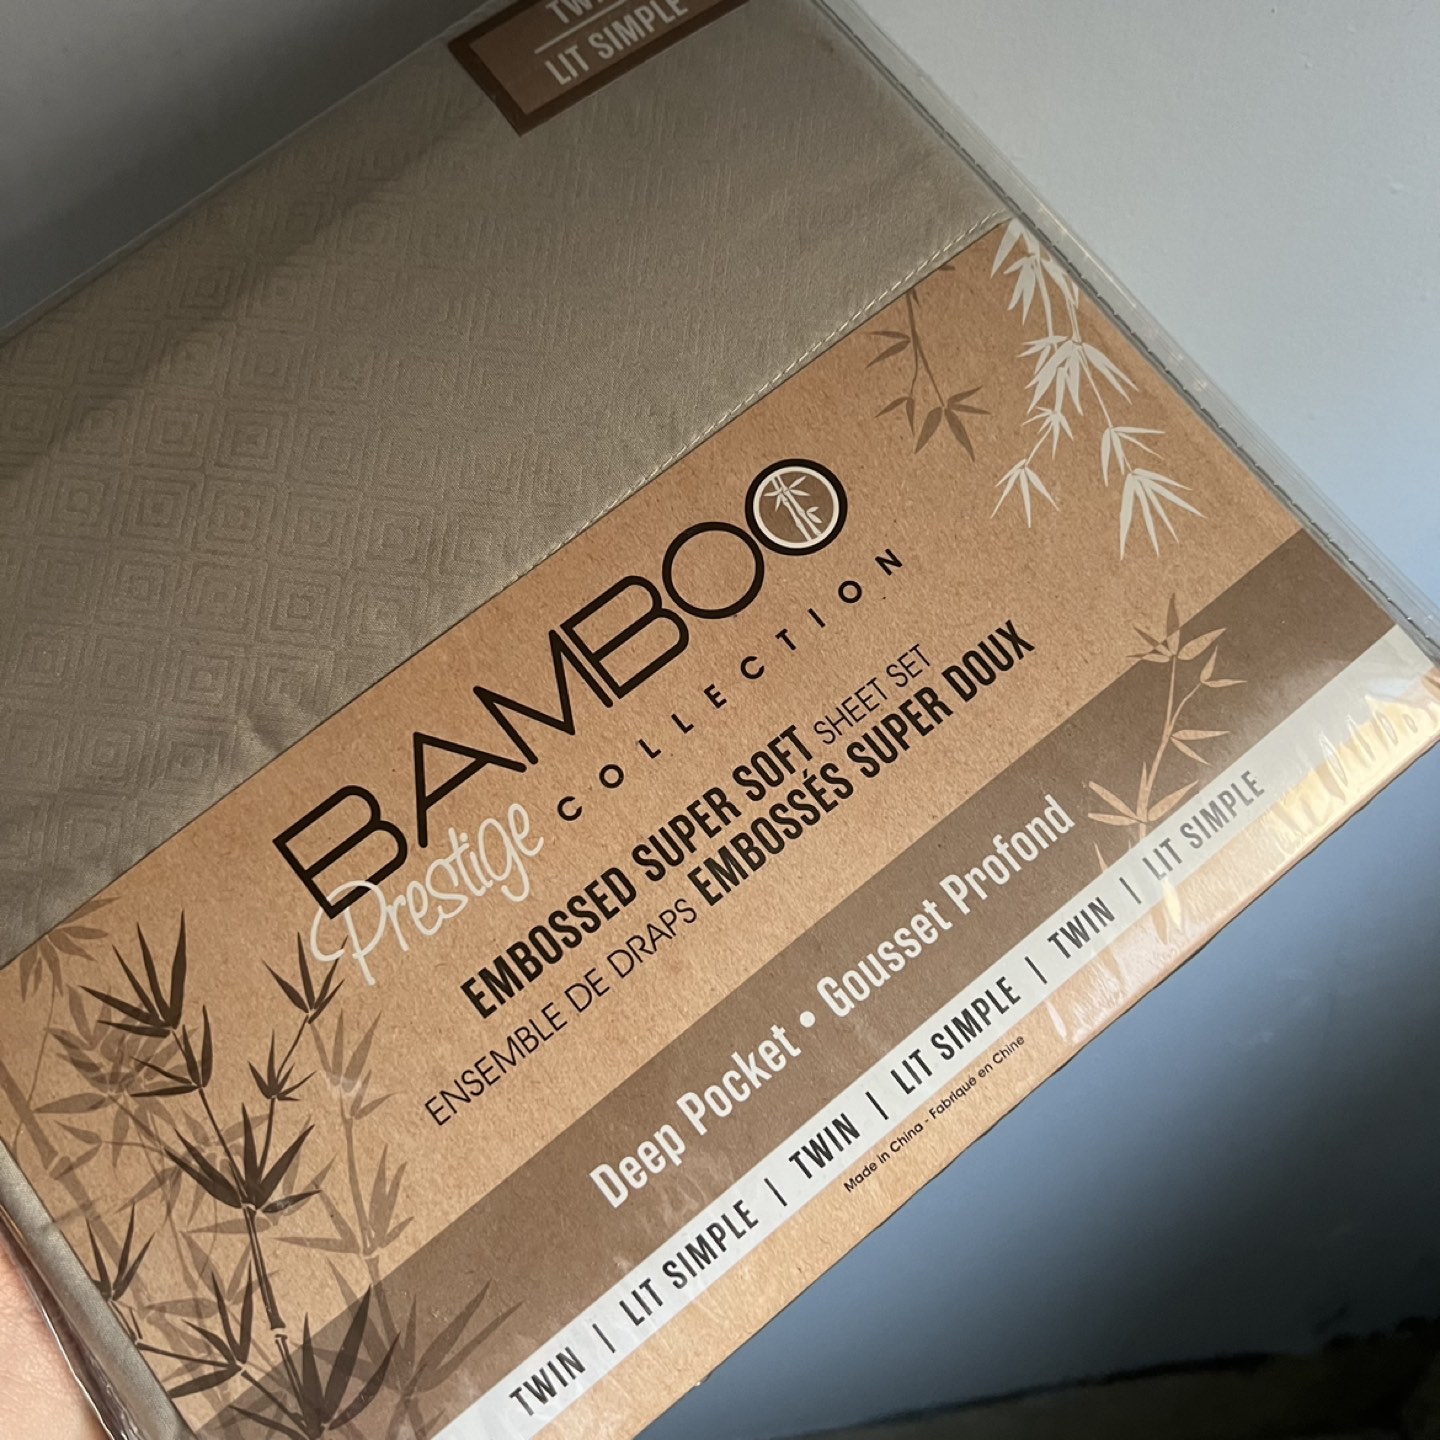 LIT SIMPLE
BAMBOO
Prestige COLLECTION
EMBOSSED SUPER SOFT SHEET SET
ENSEMBLE DE DRAPS EMBOSSÉS SUPER DOUX
Deep Pocket • Gousset Profond
TWIN | LIT SIMPLE | TWIN | LIT SIMPLE | TWIN | LIT SIMPLE
Made in China - Fabriqué en Chine